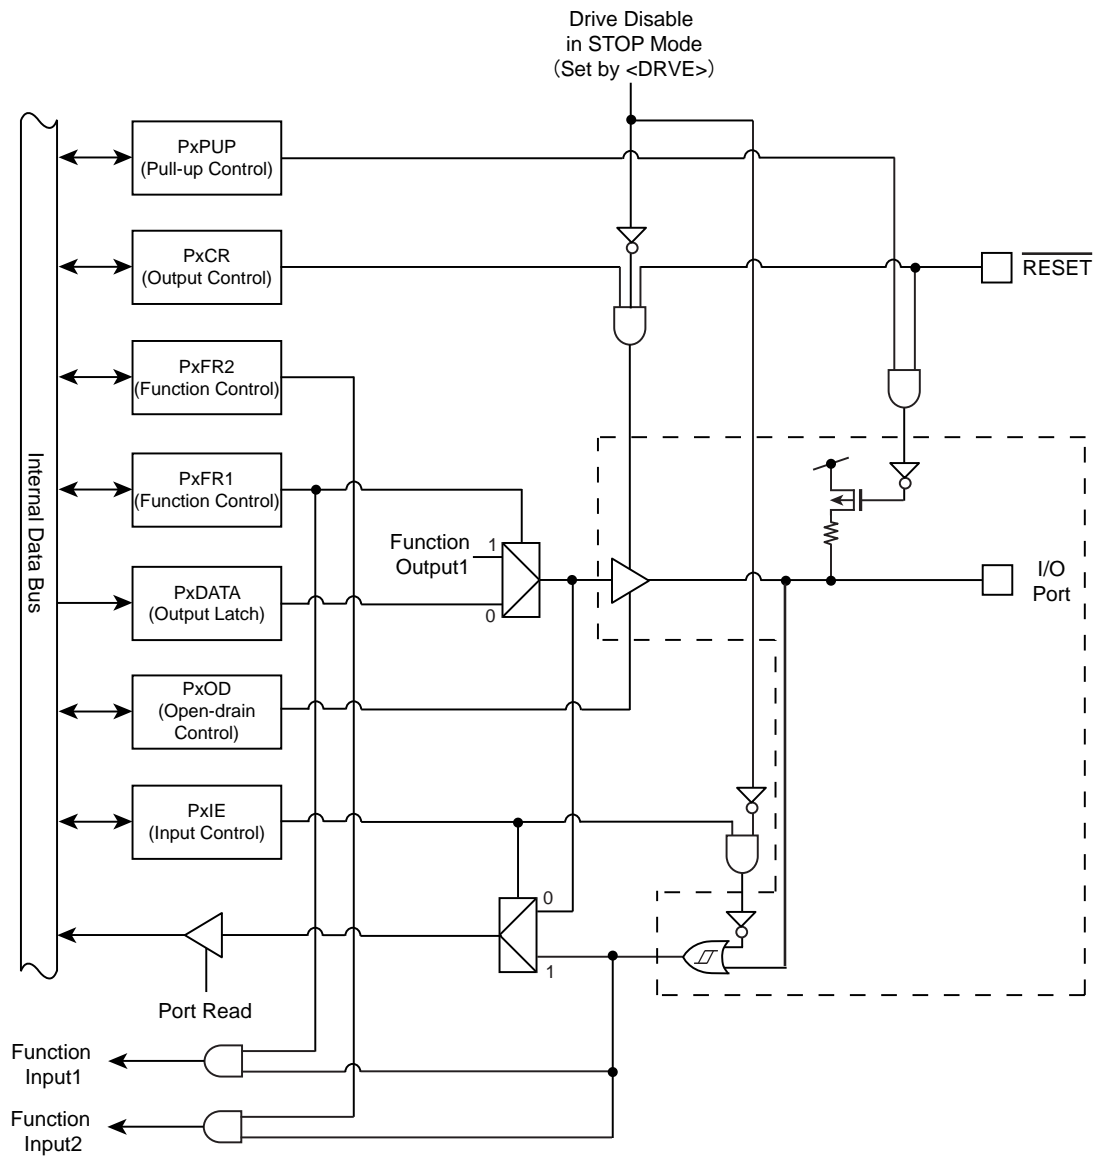 Drive Disable
in STOP Mode
(Set by <DRVE>)
PxPUP
(Pull-up Control)
PxCR
(Output Control)
RESET
PxFR2
(Function Control)
Internal Data Bus
PxFR1
(Function Control)
Function
Output1
1
0
I/O
Port
PxDATA
(Output Latch)
PxOD
(Open-drain
Control)
PxIE
(Input Control)
0
1
Port Read
Function
Input1
Function
Input2